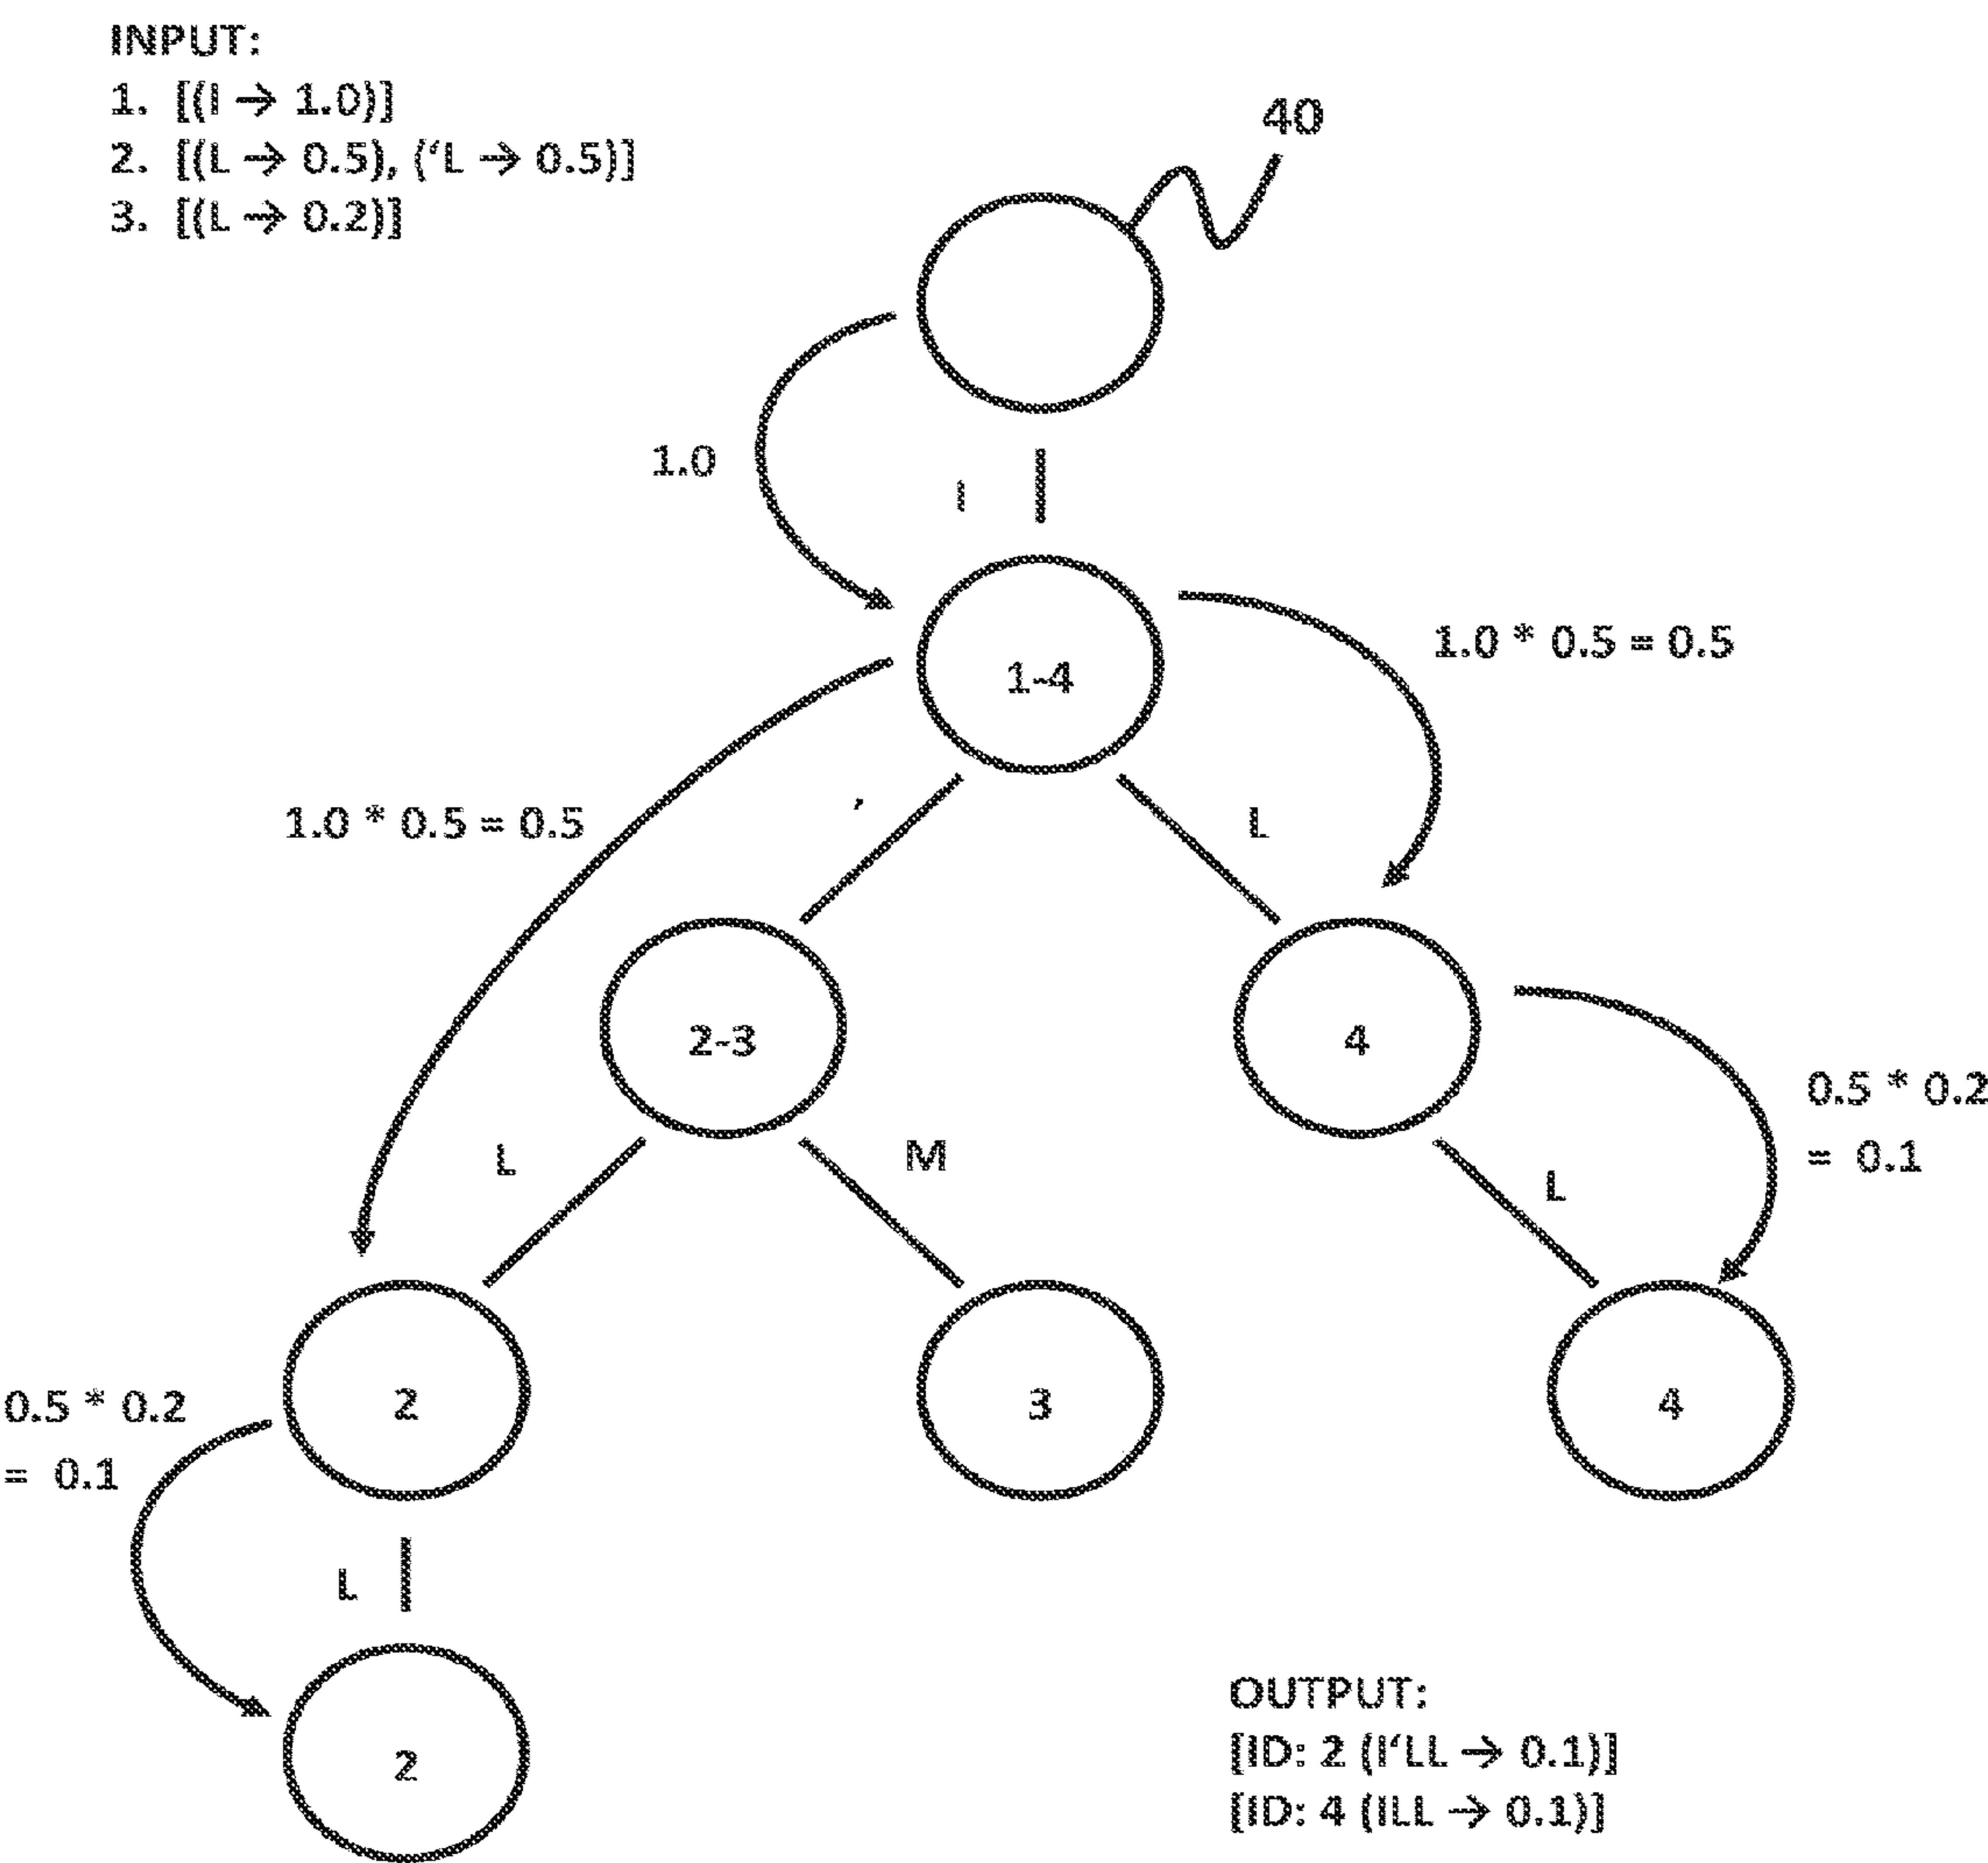 INPUT:
1. [(I → 1.0)]
2. [(L → 0.5), (‘L → 0.5)]
3. [(L → 0.2)]
40
1.0
I
1-4
1.0 * 0.5 = 0.5
1.0 * 0.5 = 0.5
,
L
2-3
4
0.5 * 0.2
= 0.1
L
M
L
2
3
4
0.5 * 0.2
= 0.1
L
2
OUTPUT:
[ID: 2 (I‘LL → 0.1)]
[ID: 4 (ILL → 0.1)]